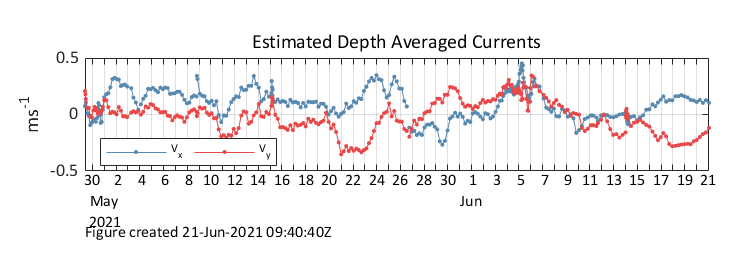 Estimated Depth Averaged Currents
0.5
0
-0.5
ms⁻¹
Vx
Vy
30 2 4 6 8 10 12 14 16 18 20 22 24 26 28 30 1 3 5 7 9 11 13 15 17 19 21
May Jun
2021
Figure created 21-Jun-2021 09:40:40Z